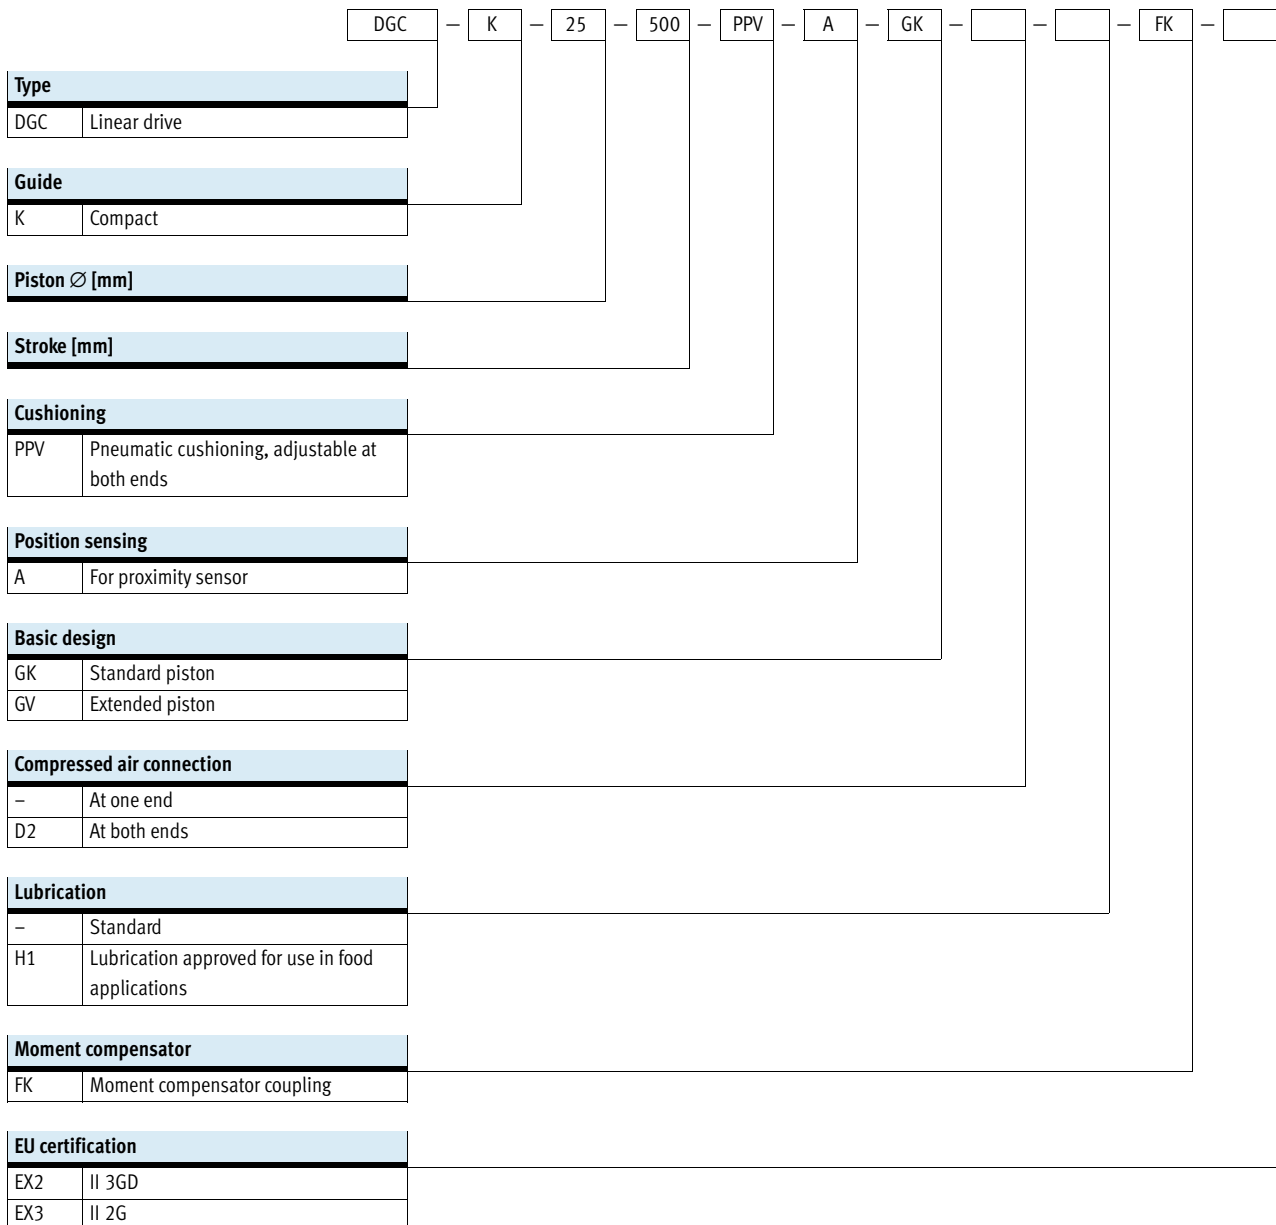 DGC – K – 25 – 500 – PPV – A – GK – – – FK –
Type
DGC Linear drive
Guide
K Compact
Piston ∅ [mm]
Stroke [mm]
Cushioning
PPV Pneumatic cushioning, adjustable at
both ends
Position sensing
A For proximity sensor
Basic design
GK Standard piston
GV Extended piston
Compressed air connection
– At one end
D2 At both ends
Lubrication
– Standard
H1 Lubrication approved for use in food
applications
Moment compensator
FK Moment compensator coupling
EU certification
EX2 II 3GD
EX3 II 2G